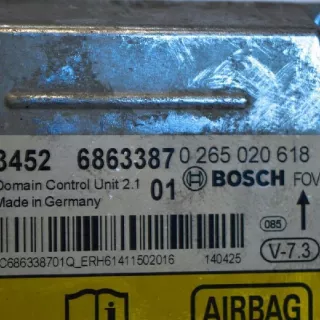 3452 6863387 0 265 020 618
Domain Control Unit 2.1 01 BOSCH FOV
Made in Germany
085
V-7.3
C686338701Q_ERH61411502016 140425
AIRBAG